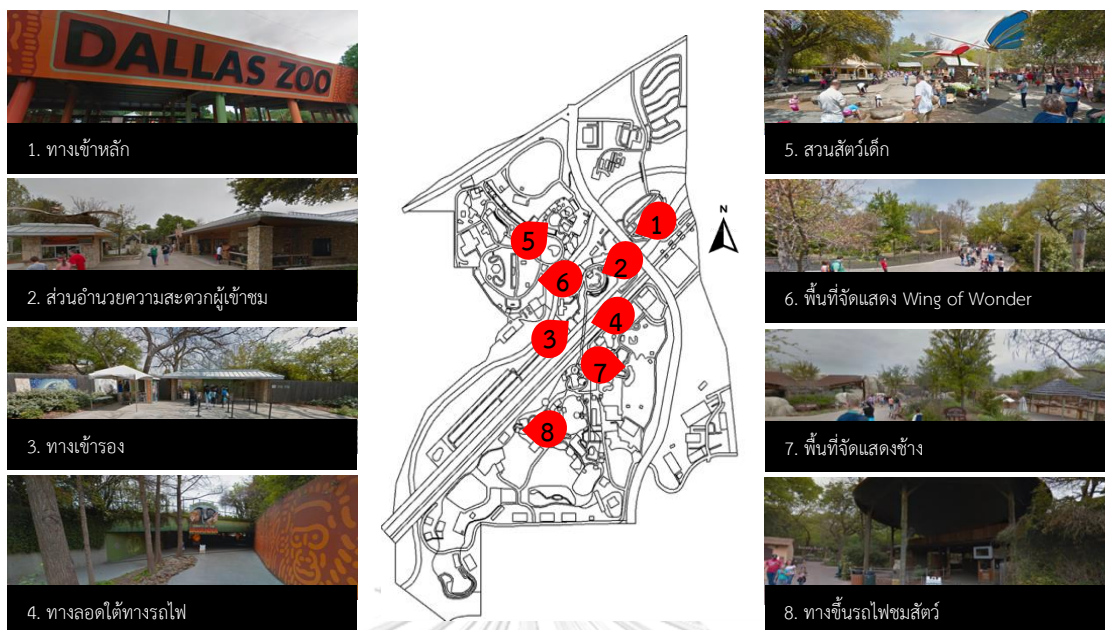 DALLAS ZOO
1. ทางเข้าหลัก
2. ส่วนอำนวยความสะดวกผู้เข้าชม
3. ทางเข้ารอง
4. ทางลอดใต้ทางรถไฟ
N
1
2
3
4
5
6
7
8
5. สวนสัตว์เด็ก
6. พื้นที่จัดแสดง Wing of Wonder
7. พื้นที่จัดแสดงช้าง
8. ทางขึ้นรถไฟชมสัตว์